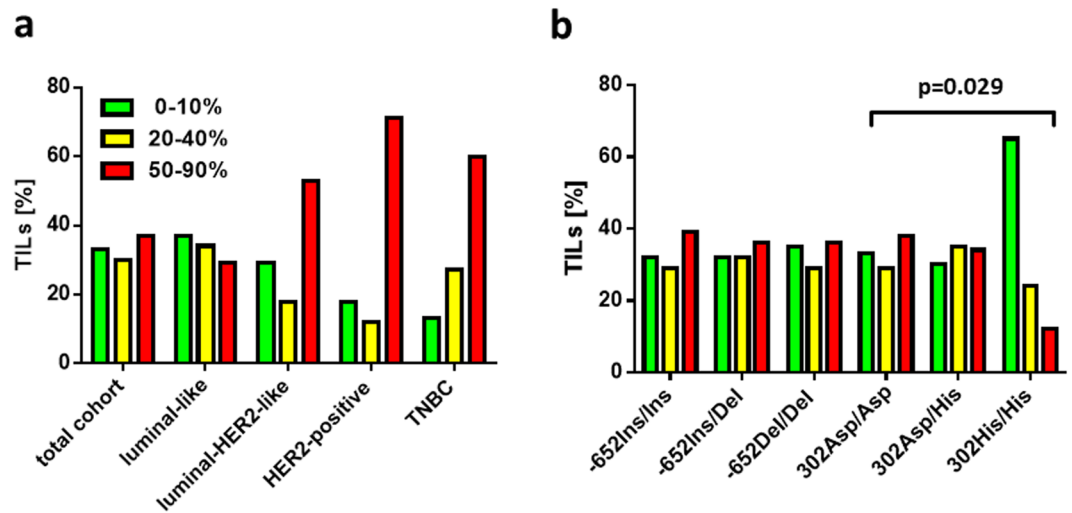 a
TILs [%]
80
60
40
20
0
0-10%
20-40%
50-90%
total cohort
luminal-like
luminal-HER2-like
HER2-positive
TNBC
b
TILs [%]
80
60
40
20
0
p=0.029
-652Ins/Ins
-652Ins/Del
-652Del/Del
302Asp/Asp
302Asp/His
302His/His